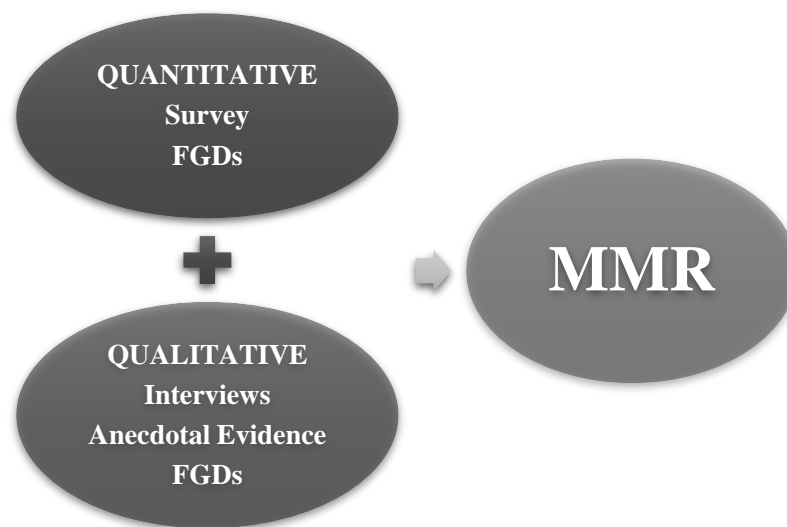 QUANTITATIVE
Survey
FGDs
QUALITATIVE
Interviews
Anecdotal Evidence
FGDs
MMR